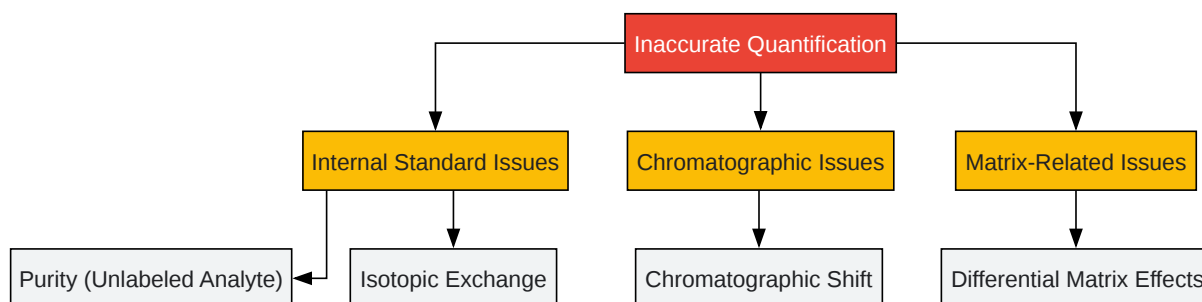 Inaccurate Quantification
Internal Standard Issues
Chromatographic Issues
Matrix-Related Issues
Purity (Unlabeled Analyte)
Isotopic Exchange
Chromatographic Shift
Differential Matrix Effects